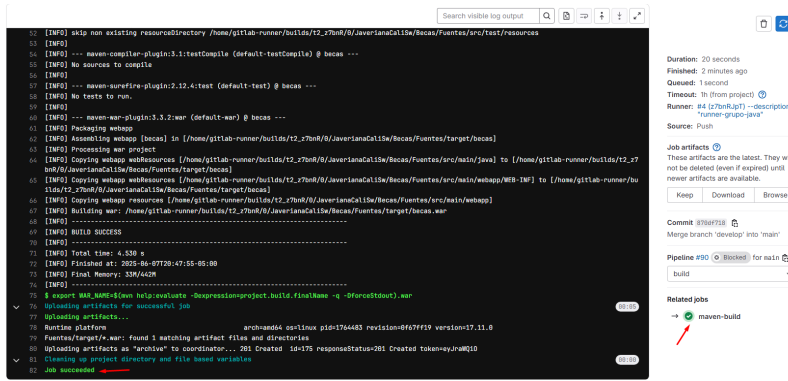 Search visible log output
52 [INFO] skip non existing resourceDirectory /home/gitlab-runner/builds/t2_z7bnR/0/JaverianaCaliSw/Becas/Fuentes/src/test/resources
53 [INFO]
54 [INFO] --- maven-compiler-plugin:3.1:testCompile (default-testCompile) @ becas ---
55 [INFO] No sources to compile
56 [INFO]
57 [INFO] --- maven-surefire-plugin:2.12.4:test (default-test) @ becas ---
58 [INFO] No tests to run.
59 [INFO]
60 [INFO] --- maven-war-plugin:3.3.2:war (default-war) @ becas ---
61 [INFO] Packaging webapp
62 [INFO] Assembling webapp [becas] in [/home/gitlab-runner/builds/t2_z7bnR/0/JaverianaCaliSw/Becas/Fuentes/target/becas]
63 [INFO] Processing war project
64 [INFO] Copying webapp webResources [/home/gitlab-runner/builds/t2_z7bnR/0/JaverianaCaliSw/Becas/Fuentes/src/main/java] to [/home/gitlab-runner/builds/t2_z7
bnR/0/JaverianaCaliSw/Becas/Fuentes/target/becas]
65 [INFO] Copying webapp webResources [/home/gitlab-runner/builds/t2_z7bnR/0/JaverianaCaliSw/Becas/Fuentes/src/main/webapp/WEB-INF] to [/home/gitlab-runner/bu
ilds/t2_z7bnR/0/JaverianaCaliSw/Becas/Fuentes/target/becas]
66 [INFO] Copying webapp resources [/home/gitlab-runner/builds/t2_z7bnR/0/JaverianaCaliSw/Becas/Fuentes/src/main/webapp]
67 [INFO] Building war: /home/gitlab-runner/builds/t2_z7bnR/0/JaverianaCaliSw/Becas/Fuentes/target/becas.war
68 [INFO] ------------------------------------------------------------------------
69 [INFO] BUILD SUCCESS
70 [INFO] ------------------------------------------------------------------------
71 [INFO] Total time: 4.530 s
72 [INFO] Finished at: 2025-06-07T20:47:55-05:00
73 [INFO] Final Memory: 33M/442M
74 [INFO] ------------------------------------------------------------------------
75 $ export WAR_NAME=$(mvn help:evaluate -Dexpression=project.build.finalName -q -DforceStdout).war
76 Uploading artifacts for successful job 00:05
77 Uploading artifacts...
78 Runtime platform arch=amd64 os=linux pid=1764483 revision=0f67ff19 version=17.11.0
79 Fuentes/target/*.war: found 1 matching artifact files and directories
80 Uploading artifacts as "archive" to coordinator... 201 Created id=175 responseStatus=201 Created token=eyJraWQiO
81 Cleaning up project directory and file based variables 00:00
82 Job succeeded
Duration: 20 seconds
Finished: 2 minutes ago
Queued: 1 second
Timeout: 1h (from project)
Runner: #4 (z7bnRJpT) --description
"runner-grupo-java"
Source: Push
Job artifacts
These artifacts are the latest. They w
not be deleted (even if expired) until
newer artifacts are available.
Keep
Download
Browse
Commit 070df718
Merge branch 'develop' into 'main'
Pipeline #90 Blocked for main
build
Related jobs
→ maven-build